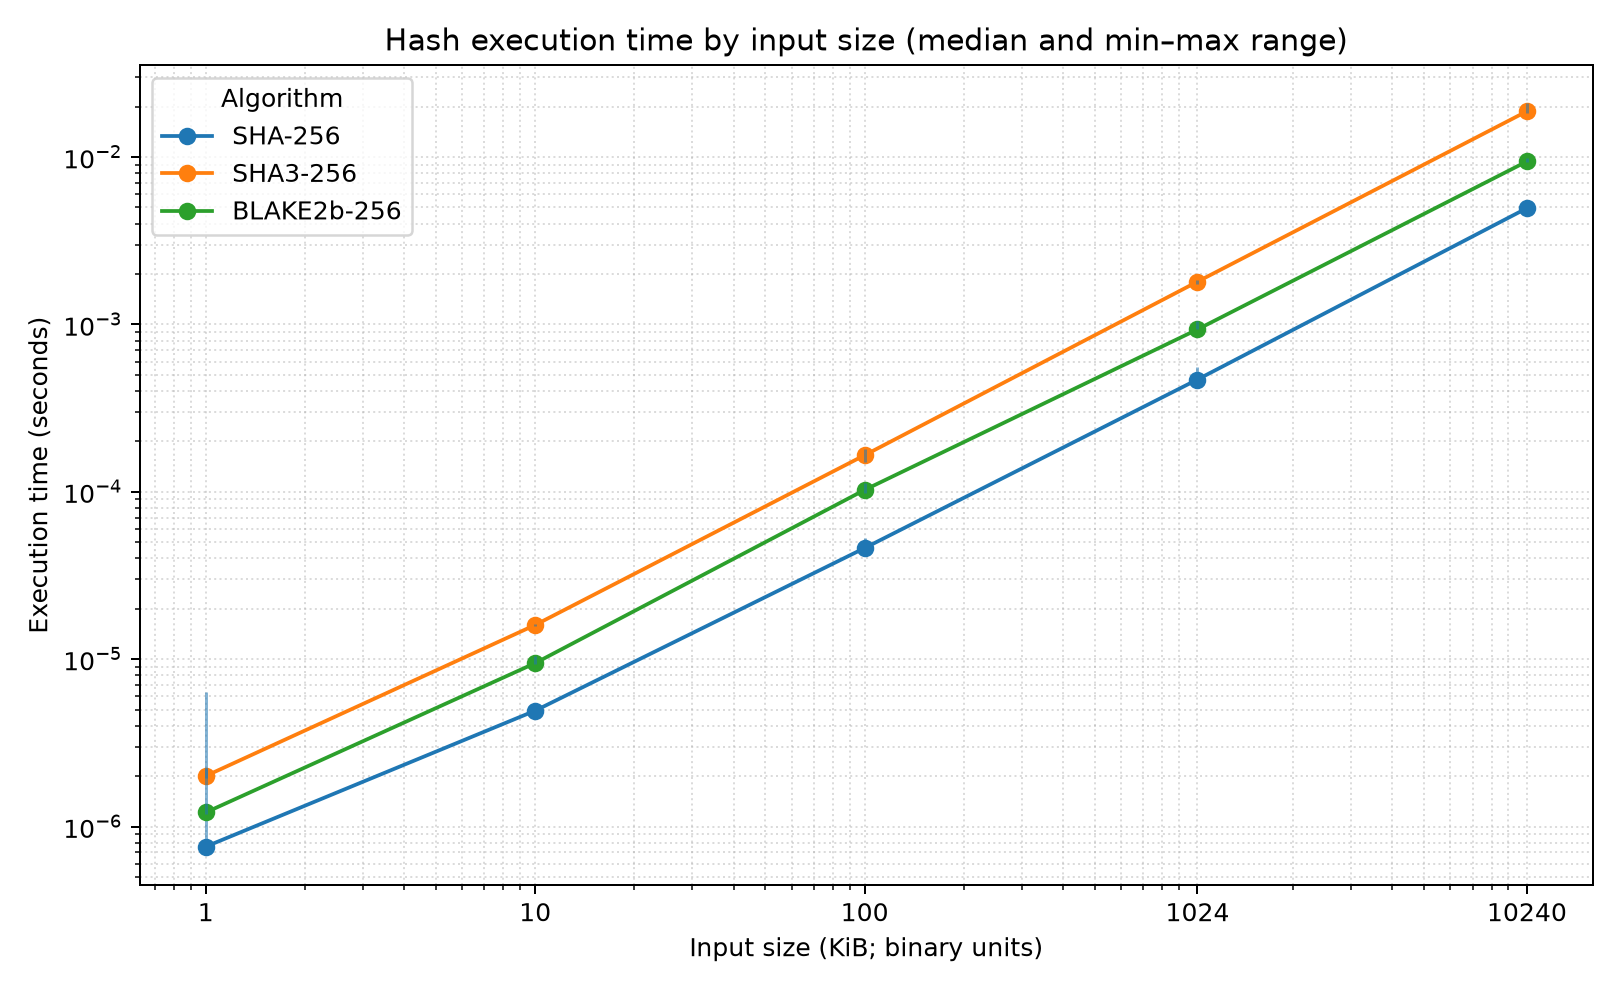 Hash execution time by input size (median and min–max range)
Algorithm
SHA-256
SHA3-256
BLAKE2b-256
Execution time (seconds)
10⁻²
10⁻³
10⁻⁴
10⁻⁵
10⁻⁶
1 10 100 1024 10240
Input size (KiB; binary units)